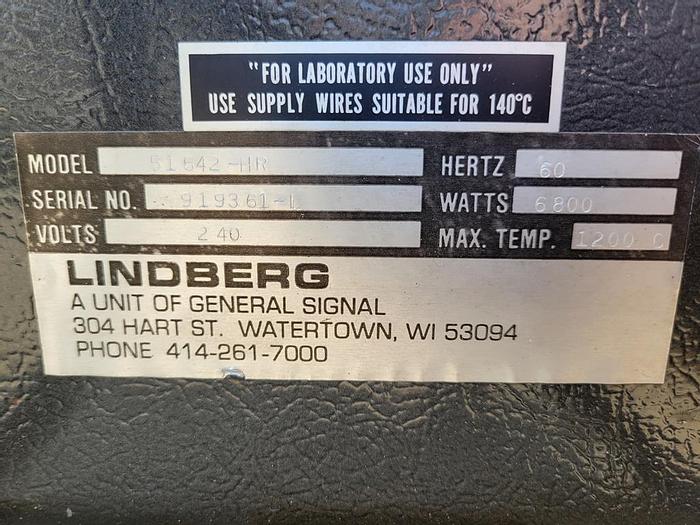 "FOR LABORATORY USE ONLY"
USE SUPPLY WIRES SUITABLE FOR 140°C
MODEL 51642-HR HERTZ 60
SERIAL NO. 919361-L WATTS 6800
VOLTS 240 MAX. TEMP. 1200 C
LINDBERG
A UNIT OF GENERAL SIGNAL
304 HART ST. WATERTOWN, WI 53094
PHONE 414-261-7000